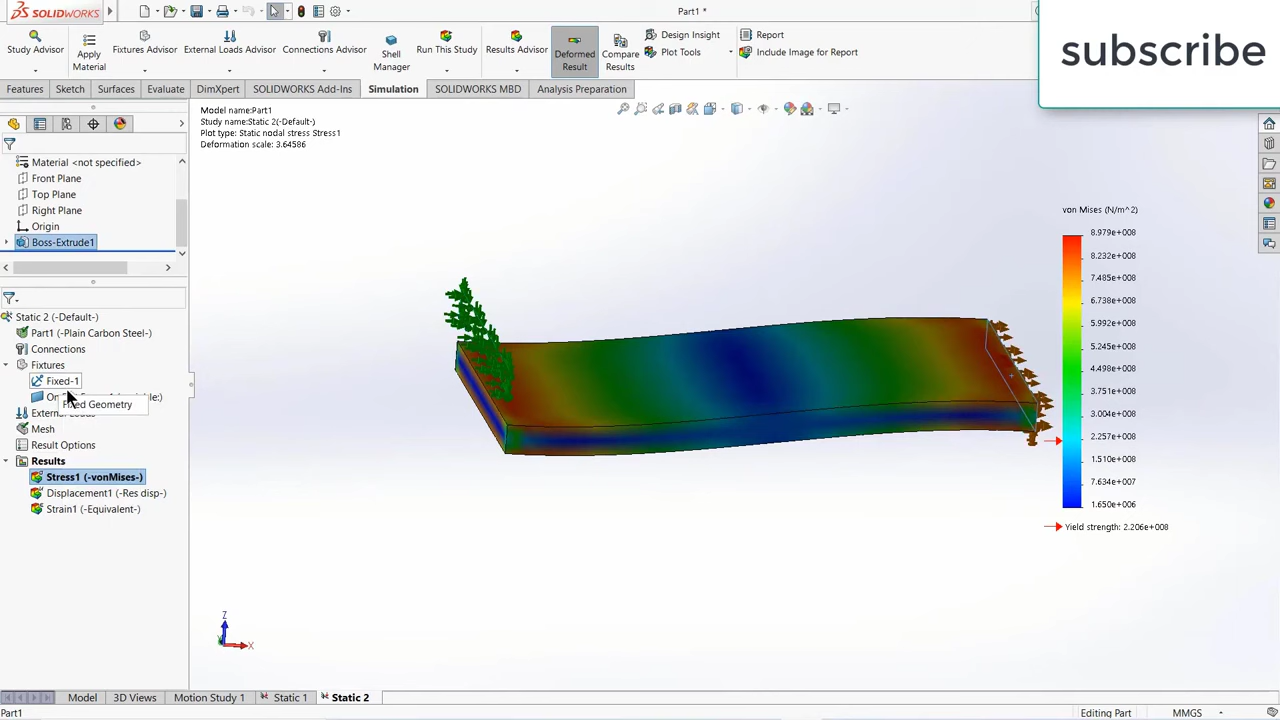 SOLIDWORKS
Part1 *
subscribe
Study Advisor
Apply
Material
Fixtures Advisor
External Loads Advisor
Connections Advisor
Shell
Manager
Run This Study
Results Advisor
Deformed
Result
Compare
Results
Design Insight
Plot Tools
Report
Include Image for Report
Features
Sketch
Surfaces
Evaluate
DimXpert
SOLIDWORKS Add-Ins
Simulation
SOLIDWORKS MBD
Analysis Preparation
Model name:Part1
Study name:Static 2(-Default-)
Plot type: Static nodal stress Stress1
Deformation scale: 3.64586
Material <not specified>
Front Plane
Top Plane
Right Plane
Origin
Boss-Extrude1
Static 2 (-Default-)
Part1 (-Plain Carbon Steel-)
Connections
Fixtures
Fixed-1
Fixed Geometry
Mesh
Result Options
Results
Stress1 (-vonMises-)
Displacement1 (-Res disp-)
Strain1 (-Equivalent-)
von Mises (N/m^2)
8.979e+008
8.232e+008
7.485e+008
6.738e+008
5.992e+008
5.245e+008
4.498e+008
3.751e+008
3.004e+008
2.257e+008
1.510e+008
7.634e+007
1.650e+006
Yield strength: 2.206e+008
Z
X
Model
3D Views
Motion Study 1
Static 1
Static 2
Part1
Editing Part
MMGS